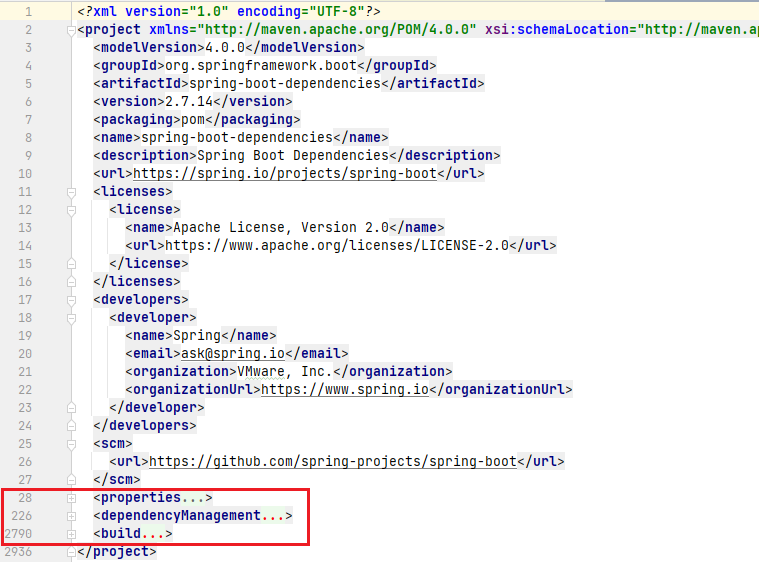 1 <?xml version="1.0" encoding="UTF-8"?>
2 <project xmlns="http://maven.apache.org/POM/4.0.0" xsi:schemaLocation="http://maven.ap
3 <modelVersion>4.0.0</modelVersion>
4 <groupId>org.springframework.boot</groupId>
5 <artifactId>spring-boot-dependencies</artifactId>
6 <version>2.7.14</version>
7 <packaging>pom</packaging>
8 <name>spring-boot-dependencies</name>
9 <description>Spring Boot Dependencies</description>
10 <url>https://spring.io/projects/spring-boot</url>
11 <licenses>
12 <license>
13 <name>Apache License, Version 2.0</name>
14 <url>https://www.apache.org/licenses/LICENSE-2.0</url>
15 </license>
16 </licenses>
17 <developers>
18 <developer>
19 <name>Spring</name>
20 <email>ask@spring.io</email>
21 <organization>VMware, Inc.</organization>
22 <organizationUrl>https://www.spring.io</organizationUrl>
23 </developer>
24 </developers>
25 <scm>
26 <url>https://github.com/spring-projects/spring-boot</url>
27 </scm>
28 <properties...>
226 <dependencyManagement...>
2790 <build...>
2936 </project>